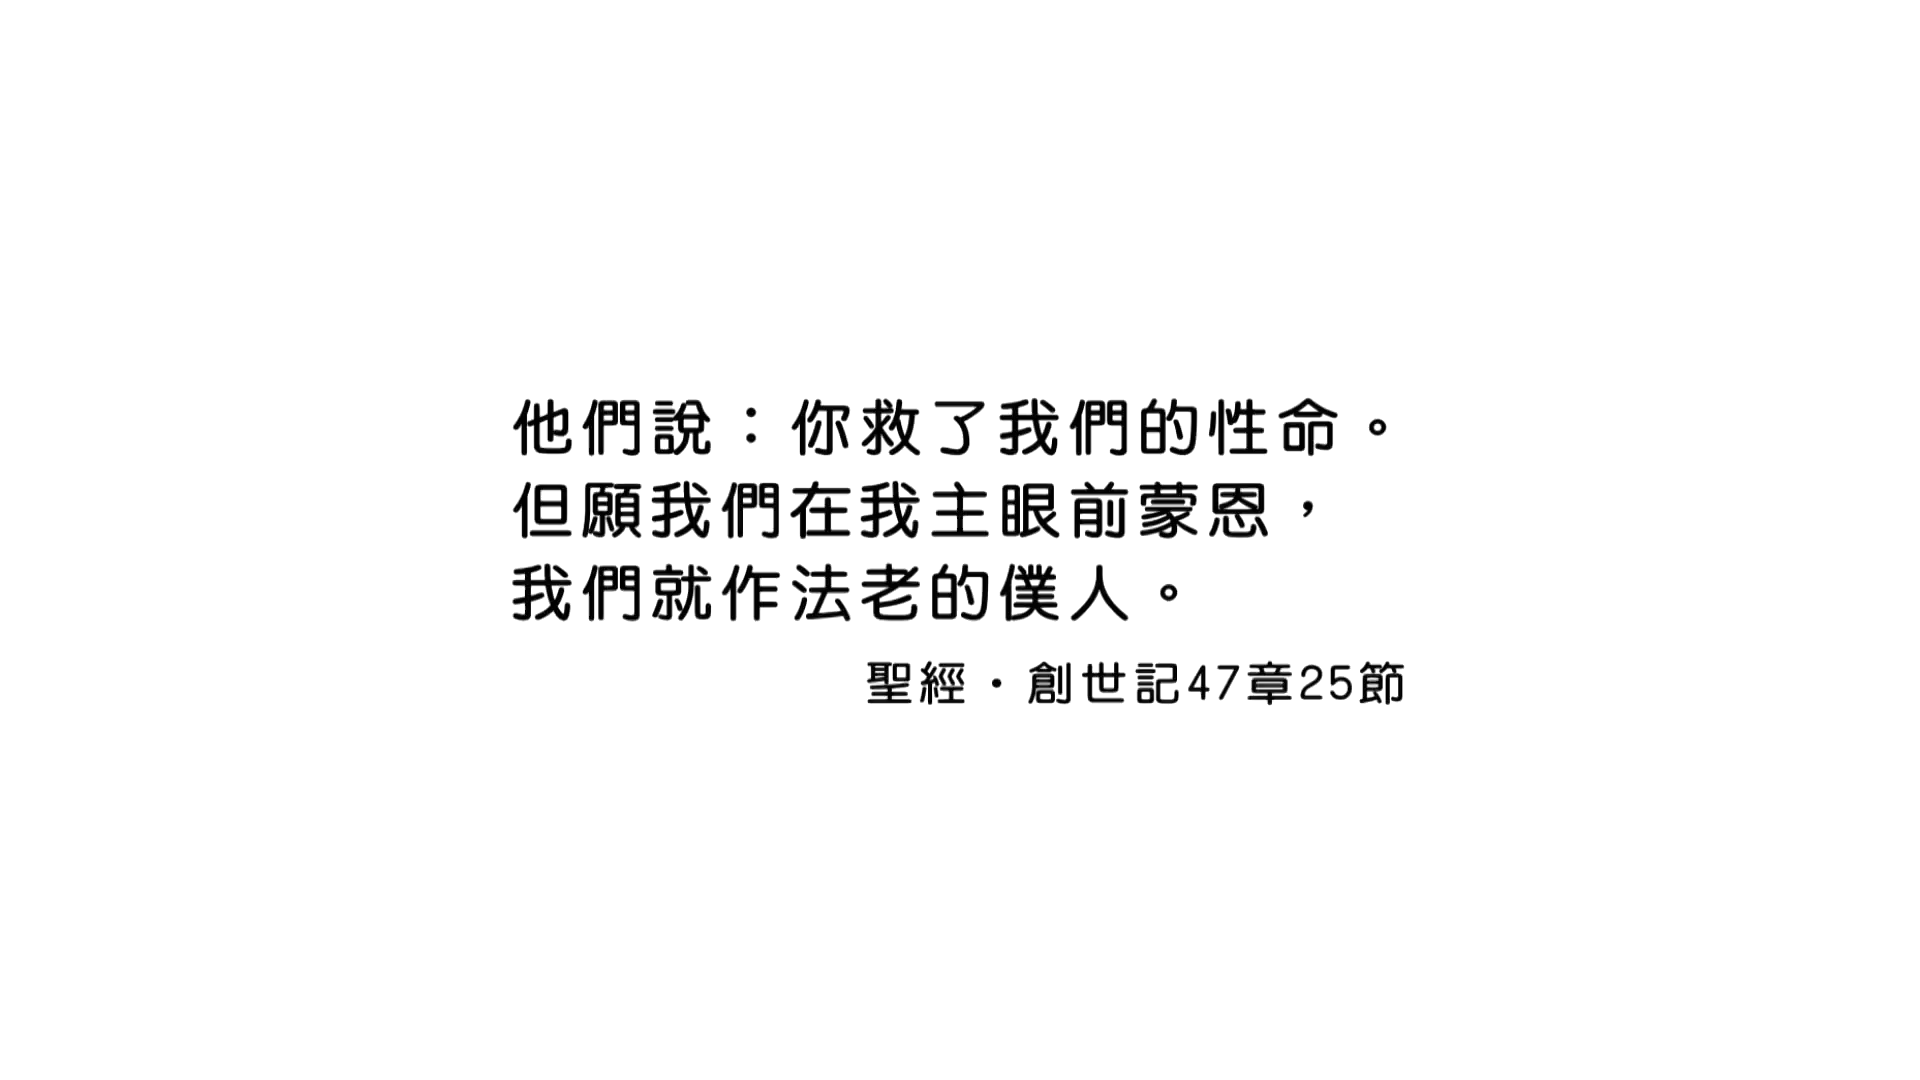 他們說：你救了我們的性命。
但願我們在我主眼前蒙恩，
我們就作法老的僕人。
聖經・創世記47章25節